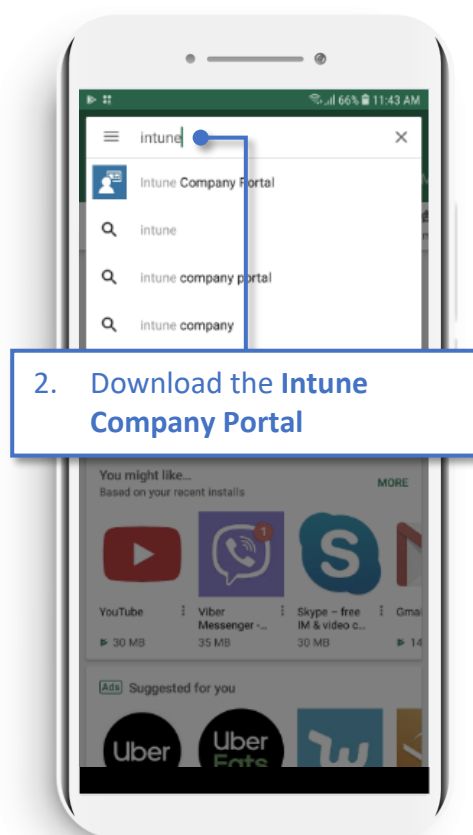 66% 11:43 AM
intune
Intune Company Portal
intune
intune company portal
intune company
2. Download the Intune
Company Portal
You might like...
Based on your recent installs
MORE
1
S
YouTube
Viber
Messenger -...
Skype – free
IM & video c...
Gmai
30 MB
35 MB
30 MB
14
Ads Suggested for you
Uber
Uber
Eats